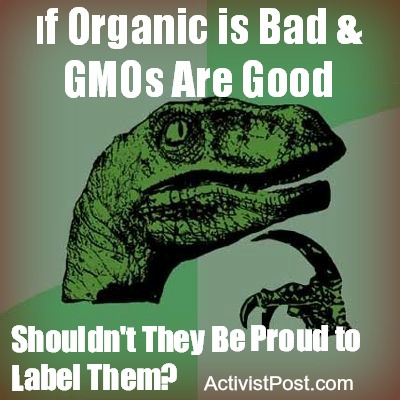 If Organic is Bad &
GMOs Are Good
Shouldn't They Be Proud to
Label Them?
ActivistPost.com